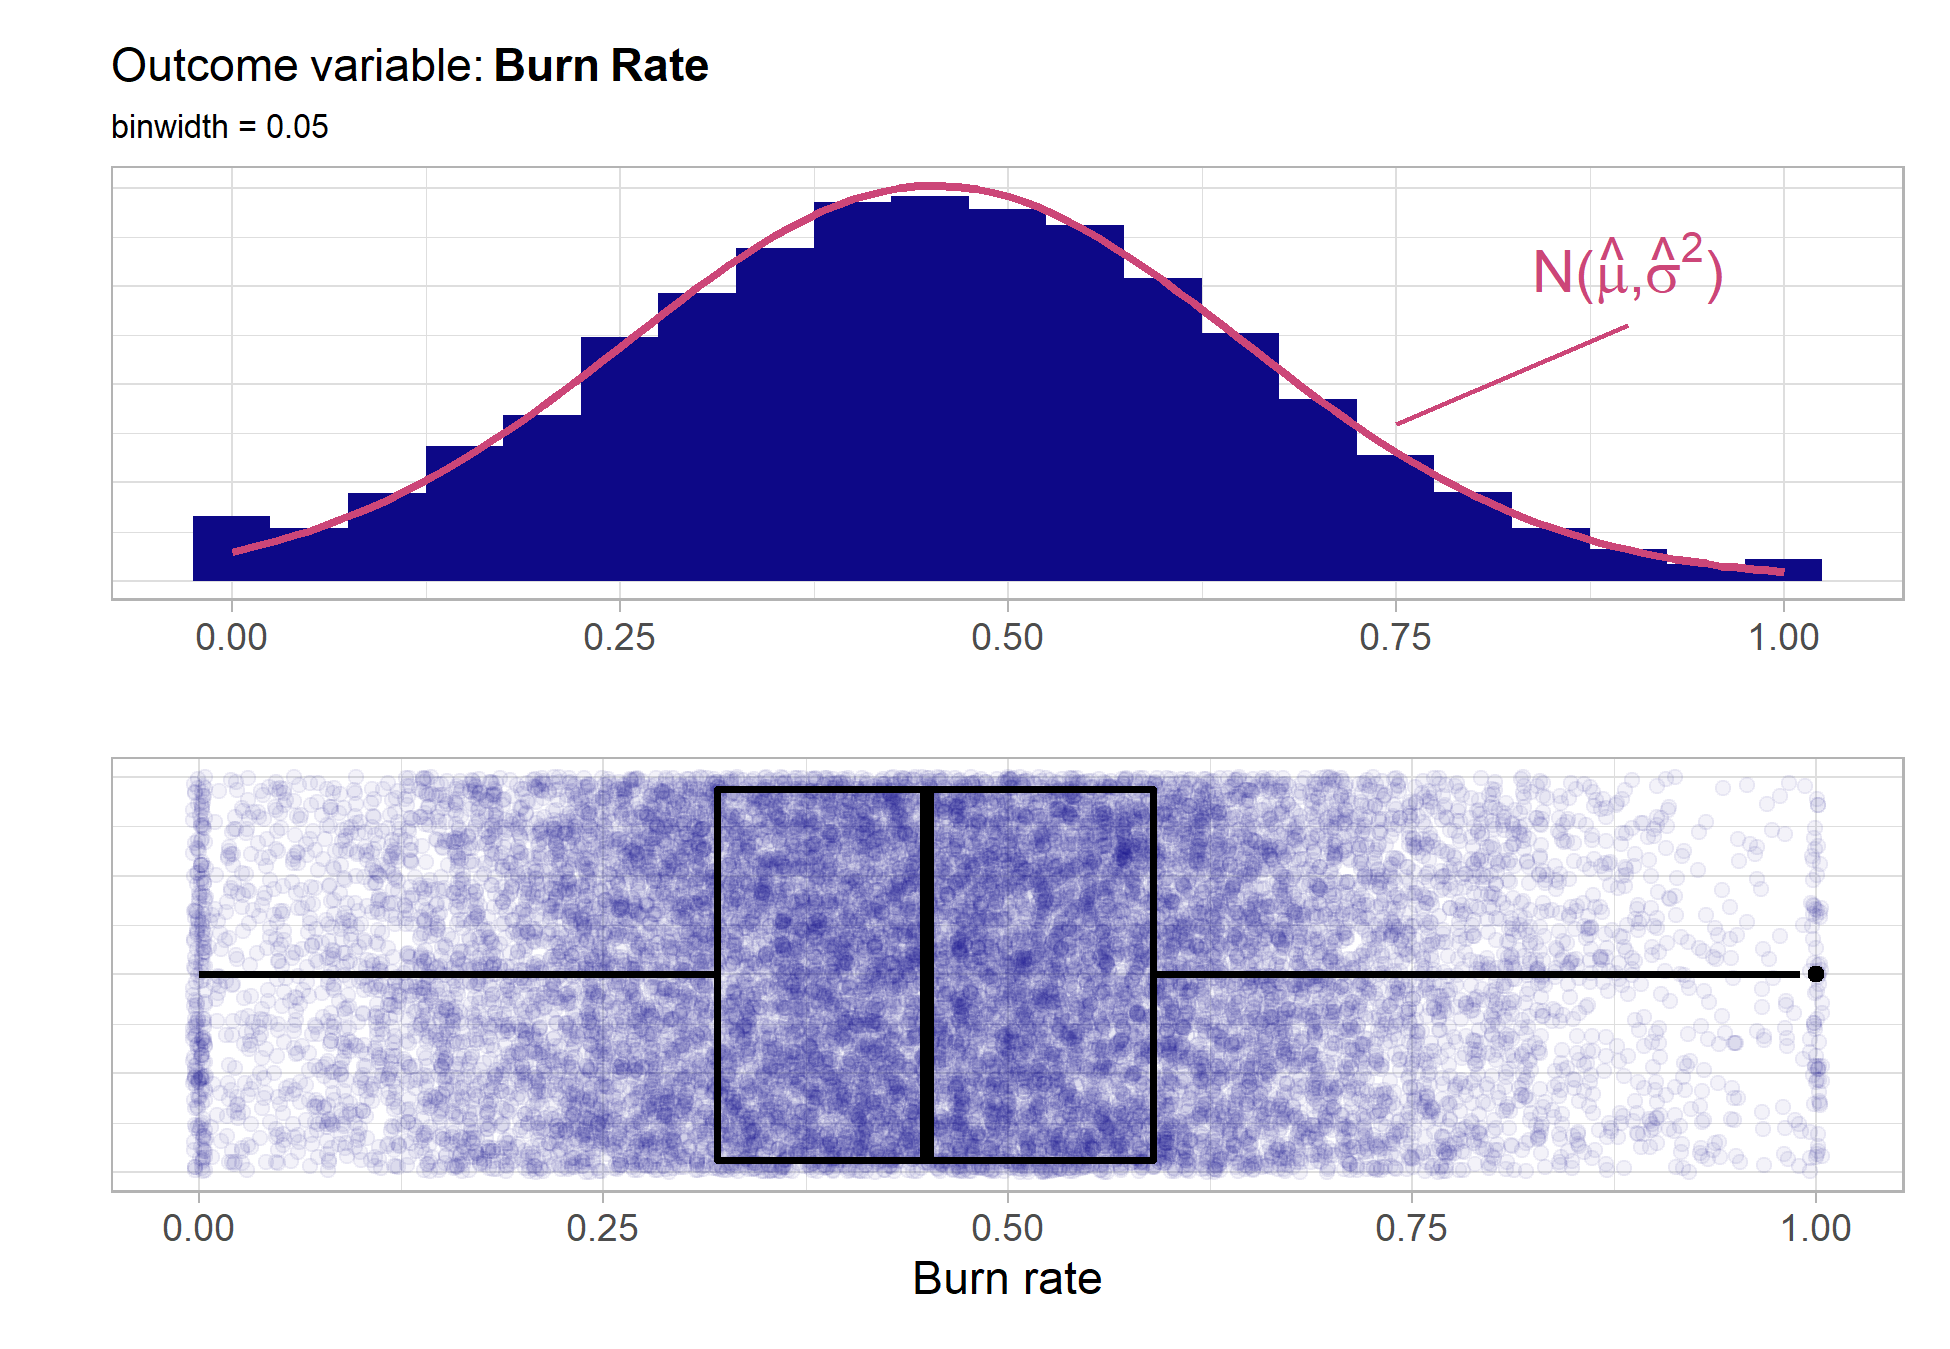 Outcome variable: Burn Rate
binwidth = 0.05
N(μ̂,σ̂²)
0.00 0.25 0.50 0.75 1.00
0.00 0.25 0.50 0.75 1.00
Burn rate